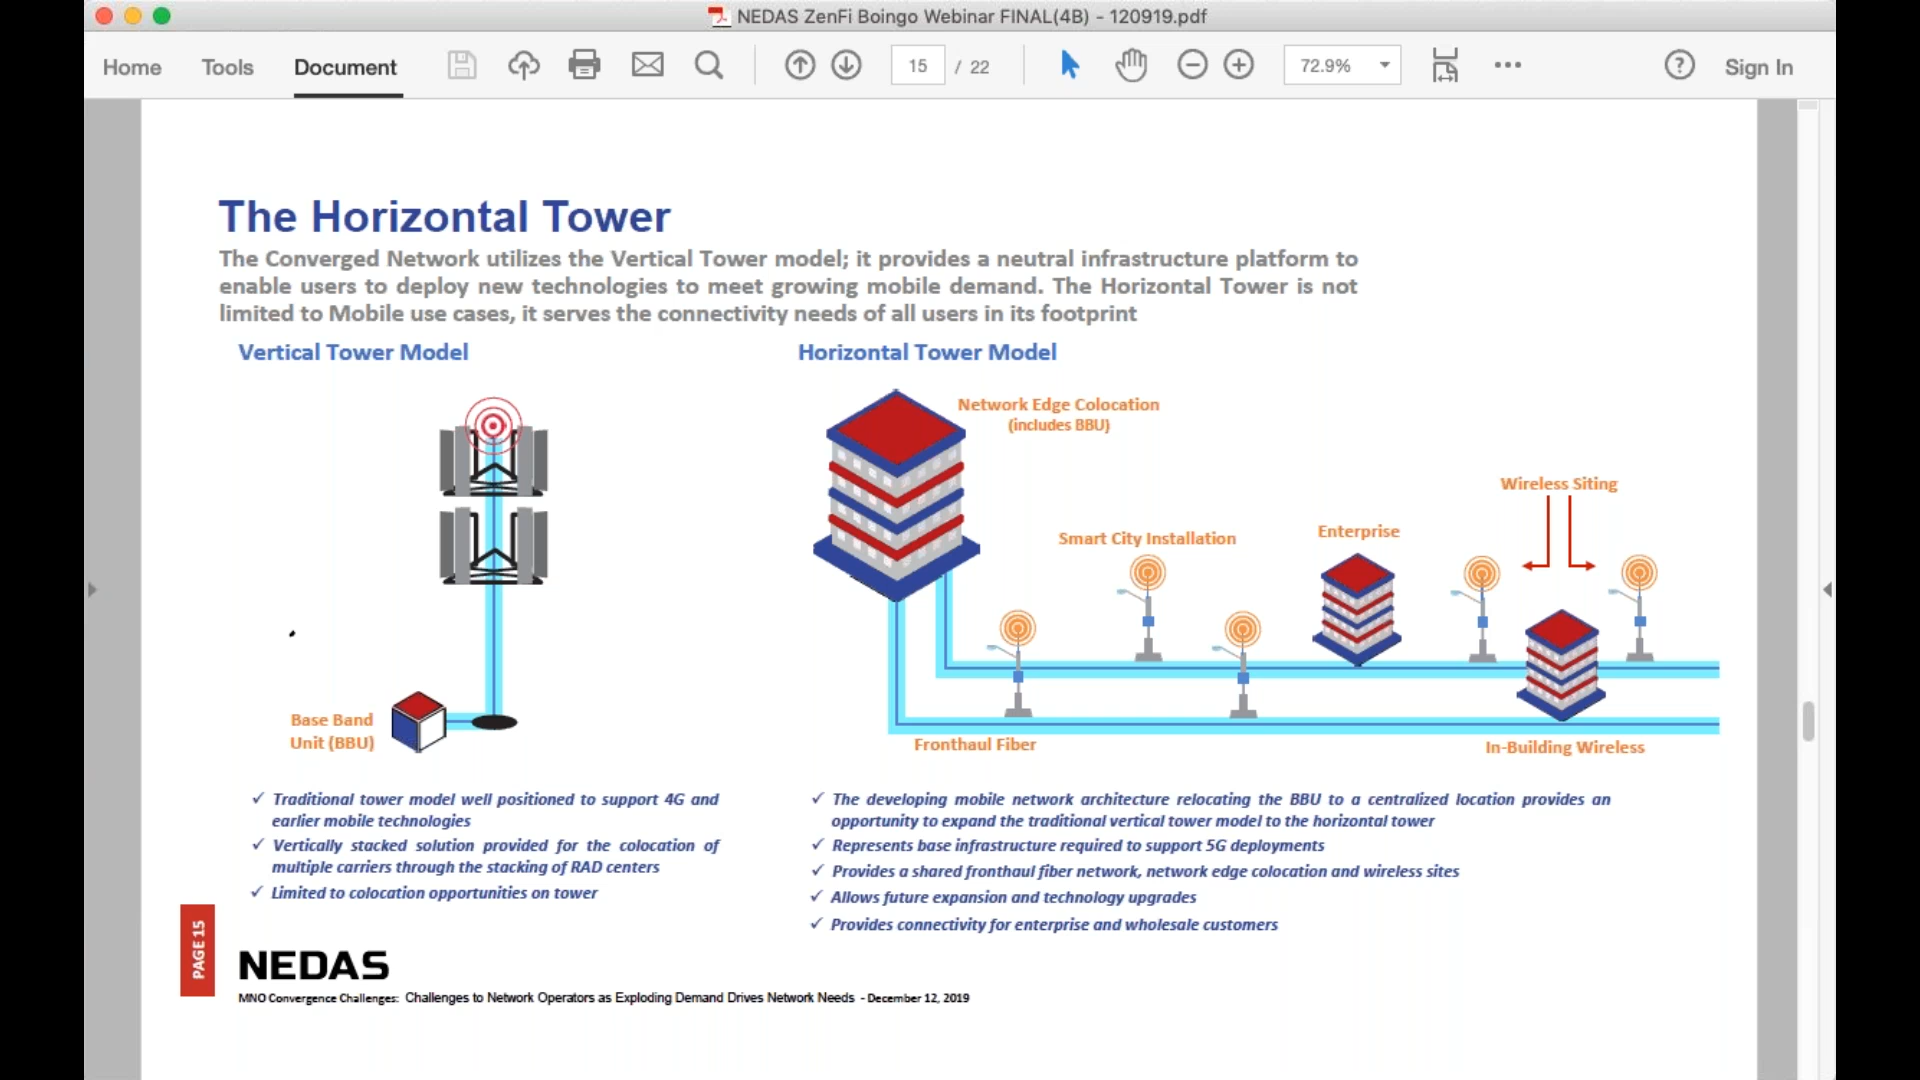 NEDAS ZenFi Boingo Webinar FINAL(4B) - 120919.pdf
Home Tools Document 15 / 22 72.9% Sign In
The Horizontal Tower
The Converged Network utilizes the Vertical Tower model; it provides a neutral infrastructure platform to
enable users to deploy new technologies to meet growing mobile demand. The Horizontal Tower is not
limited to Mobile use cases, it serves the connectivity needs of all users in its footprint
Vertical Tower Model
Base Band
Unit (BBU)
✓ Traditional tower model well positioned to support 4G and
earlier mobile technologies
✓ Vertically stacked solution provided for the colocation of
multiple carriers through the stacking of RAD centers
✓ Limited to colocation opportunities on tower
Horizontal Tower Model
Network Edge Colocation
(includes BBU)
Wireless Siting
Enterprise
Smart City Installation
Fronthaul Fiber
In-Building Wireless
✓ The developing mobile network architecture relocating the BBU to a centralized location provides an
opportunity to expand the traditional vertical tower model to the horizontal tower
✓ Represents base infrastructure required to support 5G deployments
✓ Provides a shared fronthaul fiber network, network edge colocation and wireless sites
✓ Allows future expansion and technology upgrades
✓ Provides connectivity for enterprise and wholesale customers
PAGE 15
NEDAS
MNO Convergence Challenges: Challenges to Network Operators as Exploding Demand Drives Network Needs - December 12, 2019